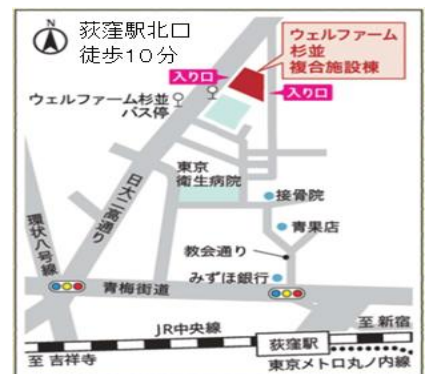 N
荻窪駅北口
徒歩10分
ウェルファーム
杉並
複合施設棟
入り口
入り口
ウェルファーム杉並
バス停
東京
衛生病院
接骨院
日大二高通り
環状八号線
青果店
教会通り
みずほ銀行
青梅街道
JR中央線
至 新宿
荻窪駅
至 吉祥寺
東京メトロ丸ノ内線